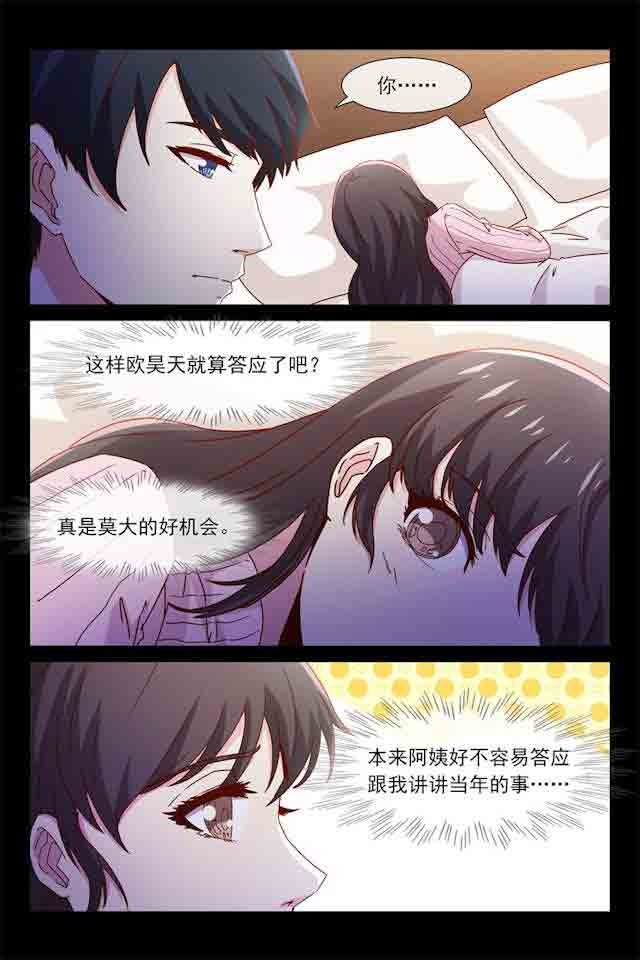 你……
这样欧昊天就算答应了吧？
真是莫大的好机会。
本来阿姨好不容易答应
跟我讲讲当年的事……